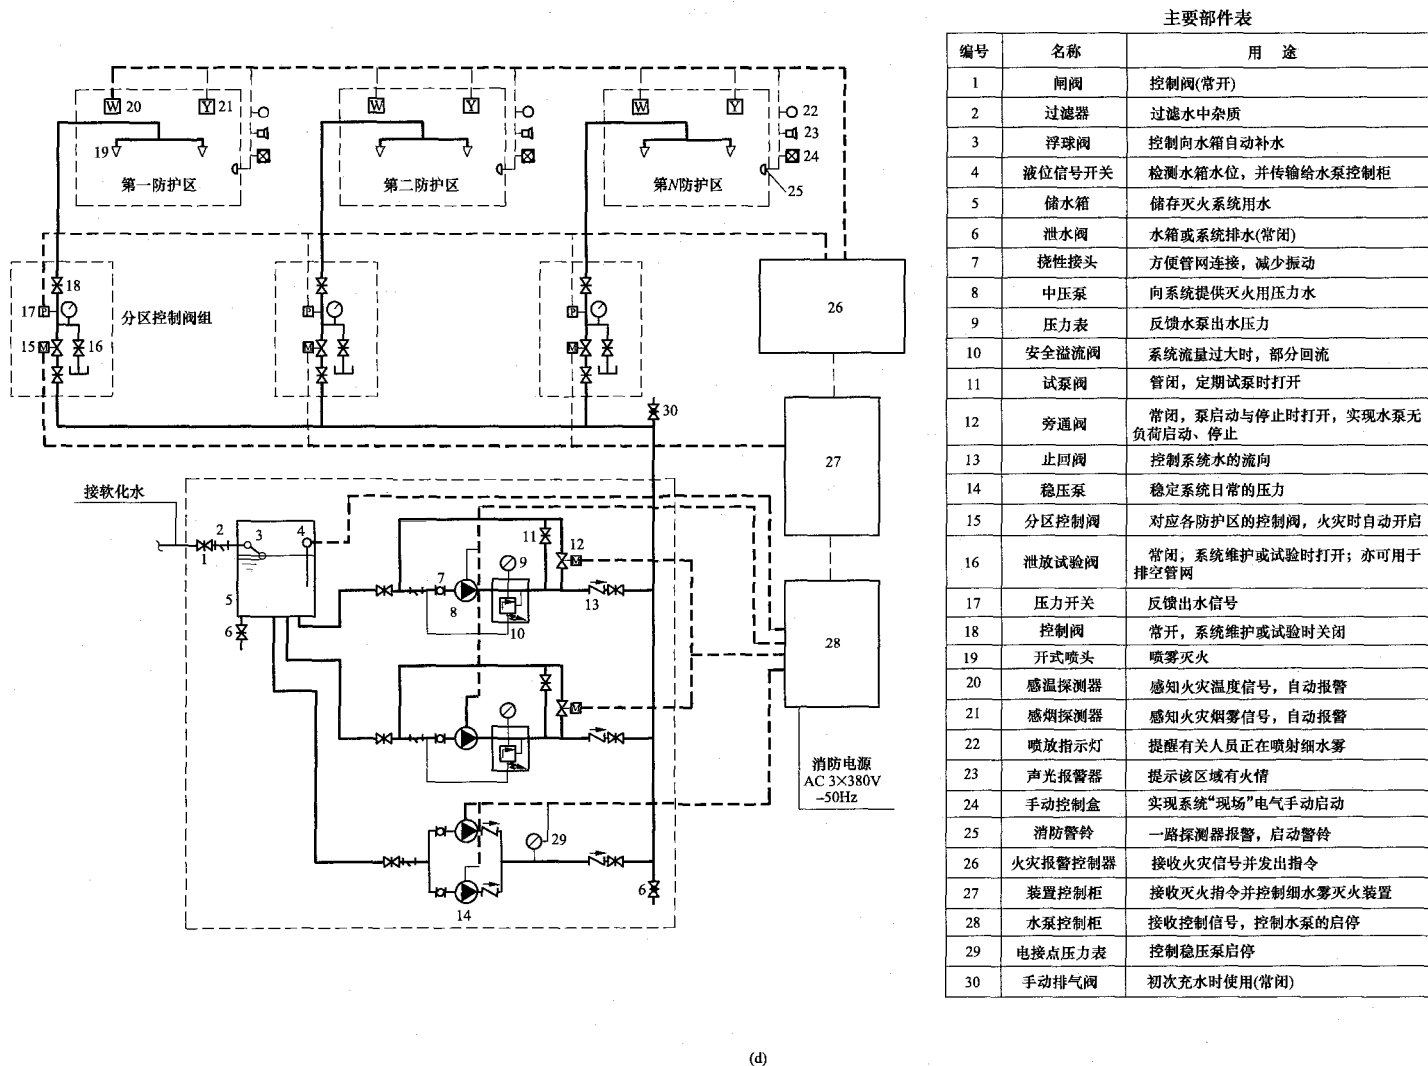 W 20 Y 21
W Y
W Y 22
23
24
25
19
第一防护区
第二防护区
第N防护区
18
17 P
P
P
分区控制阀组
15 M 16
M
M
26
30
27
接软化水
2 3 4
1
5
6
7
8
9
10
11
12
M
13
28
M
消防电源
AC 3×380V
-50Hz
29
14
6
主要部件表
编号 名称 用 途
1 闸阀 控制阀(常开)
2 过滤器 过滤水中杂质
3 浮球阀 控制向水箱自动补水
4 液位信号开关 检测水箱水位，并传输给水泵控制柜
5 储水箱 储存灭火系统用水
6 泄水阀 水箱或系统排水(常闭)
7 挠性接头 方便管网连接，减少振动
8 中压泵 向系统提供灭火用压力水
9 压力表 反馈水泵出水压力
10 安全溢流阀 系统流量过大时，部分回流
11 试泵阀 管闭，定期试泵时打开
12 旁通阀 常闭，泵启动与停止时打开，实现水泵无
负荷启动、停止
13 止回阀 控制系统水的流向
14 稳压泵 稳定系统日常的压力
15 分区控制阀 对应各防护区的控制阀，火灾时自动开启
16 泄放试验阀 常闭，系统维护或试验时打开；亦可用于
排空管网
17 压力开关 反馈出水信号
18 控制阀 常开，系统维护或试验时关闭
19 开式喷头 喷雾灭火
20 感温探测器 感知火灾温度信号，自动报警
21 感烟探测器 感知火灾烟雾信号，自动报警
22 喷放指示灯 提醒有关人员正在喷射细水雾
23 声光报警器 提示该区域有火情
24 手动控制盒 实现系统“现场”电气手动启动
25 消防警铃 一路探测器报警，启动警铃
26 火灾报警控制器 接收火灾信号并发出指令
27 装置控制柜 接收灭火指令并控制细水雾灭火装置
28 水泵控制柜 接收控制信号，控制水泵的启停
29 电接点压力表 控制稳压泵启停
30 手动排气阀 初次充水时使用(常闭)
(d)